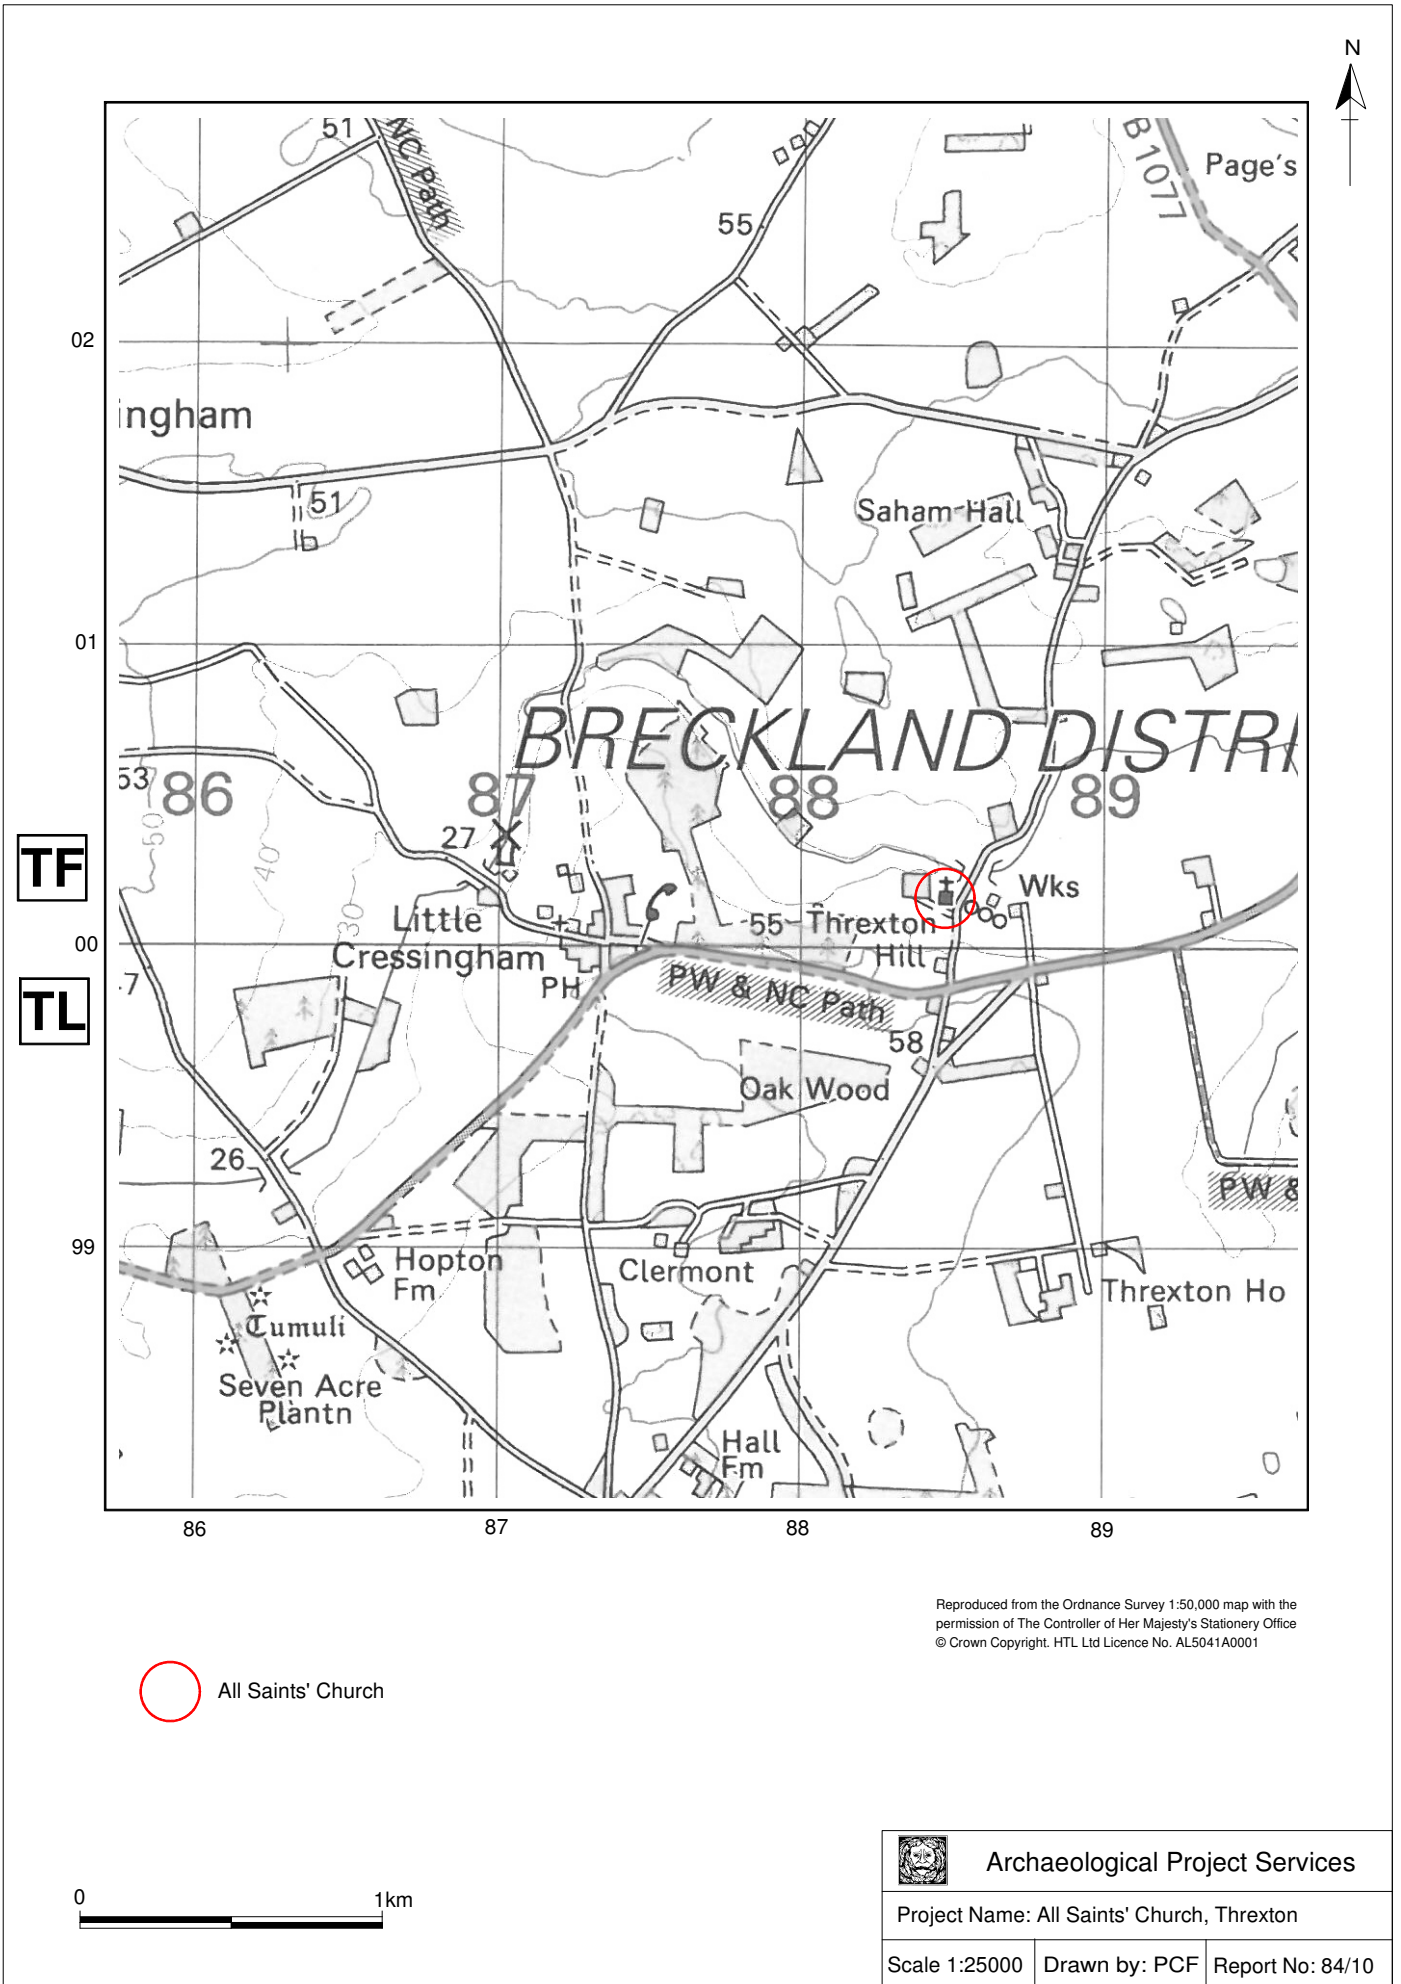 N
51
NC Path
B 1077
Page's
55
02
ingham
51
Saham Hall
01
BRECKLAND DISTRI
53
86
87
88
89
50
40
27
TF
Wks
30
Little
Cressingham
55
Threxton
Hill
00
7
PH
PW & NC Path
TL
58
Oak Wood
26
PW &
99
Hopton
Fm
Clermont
Threxton Ho
Tumuli
Seven Acre
Plantn
Hall
Fm
86
87
88
89
Reproduced from the Ordnance Survey 1:50,000 map with the
permission of The Controller of Her Majesty's Stationery Office
© Crown Copyright. HTL Ltd Licence No. AL5041A0001
All Saints' Church
0
1km
Archaeological Project Services
Project Name: All Saints' Church, Threxton
Scale 1:25000
Drawn by: PCF
Report No: 84/10